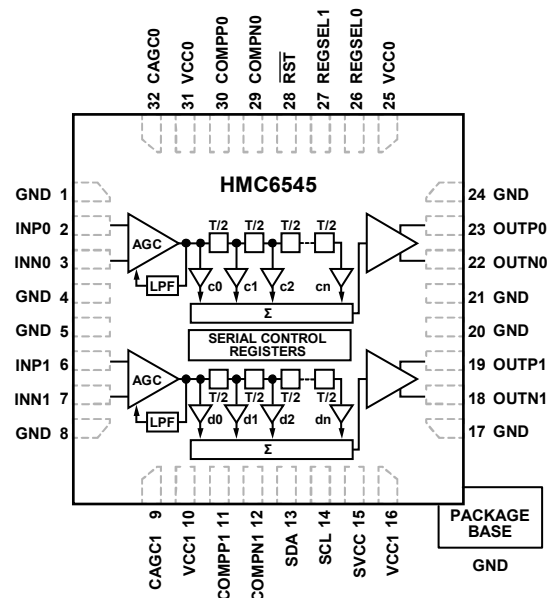 32 CAGC0
31 VCC0
30 COMPP0
29 COMPN0
28 RST
27 REGSEL1
26 REGSEL0
25 VCC0
HMC6545
GND 1
INP0 2
INN0 3
GND 4
GND 5
INP1 6
INN1 7
GND 8
24 GND
23 OUTP0
22 OUTN0
21 GND
20 GND
19 OUTP1
18 OUTN1
17 GND
AGC
LPF
T/2 T/2 T/2 T/2
c0 c1 c2 cn
Σ
SERIAL CONTROL
REGISTERS
AGC
LPF
T/2 T/2 T/2 T/2
d0 d1 d2 dn
Σ
CAGC1 9
VCC1 10
COMPP1 11
COMPN1 12
SDA 13
SCL 14
SVCC 15
VCC1 16
PACKAGE
BASE
GND